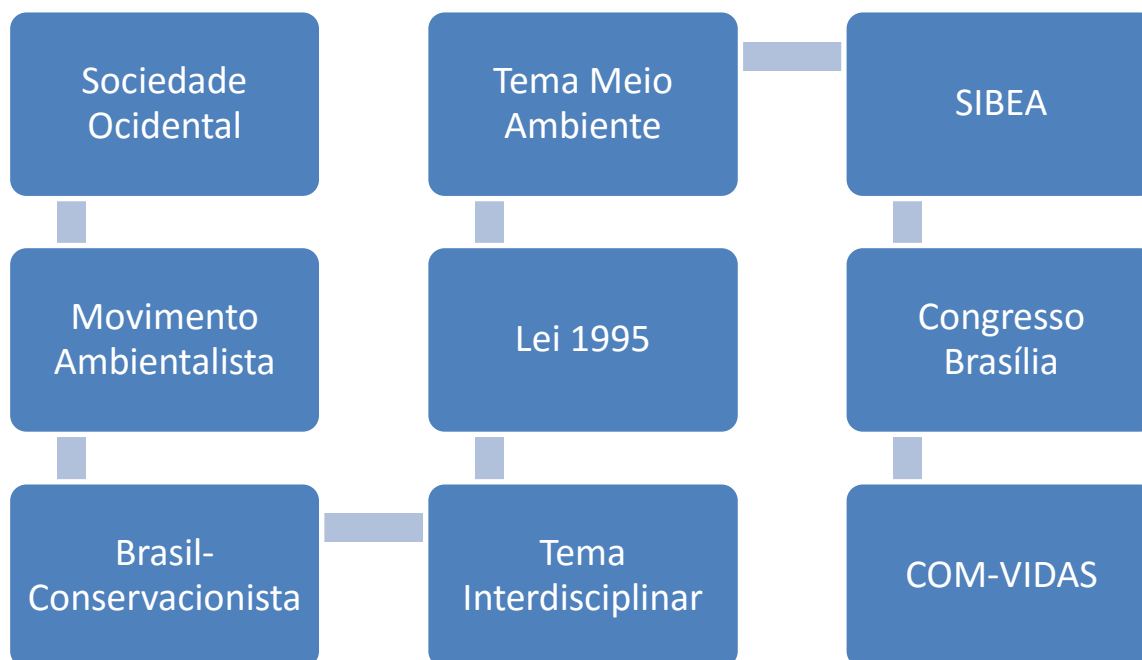 Sociedade
Ocidental
Movimento
Ambientalista
Brasil-
Conservacionista
Tema
Interdisciplinar
Lei 1995
Tema Meio
Ambiente
SIBEA
Congresso
Brasília
COM-VIDAS